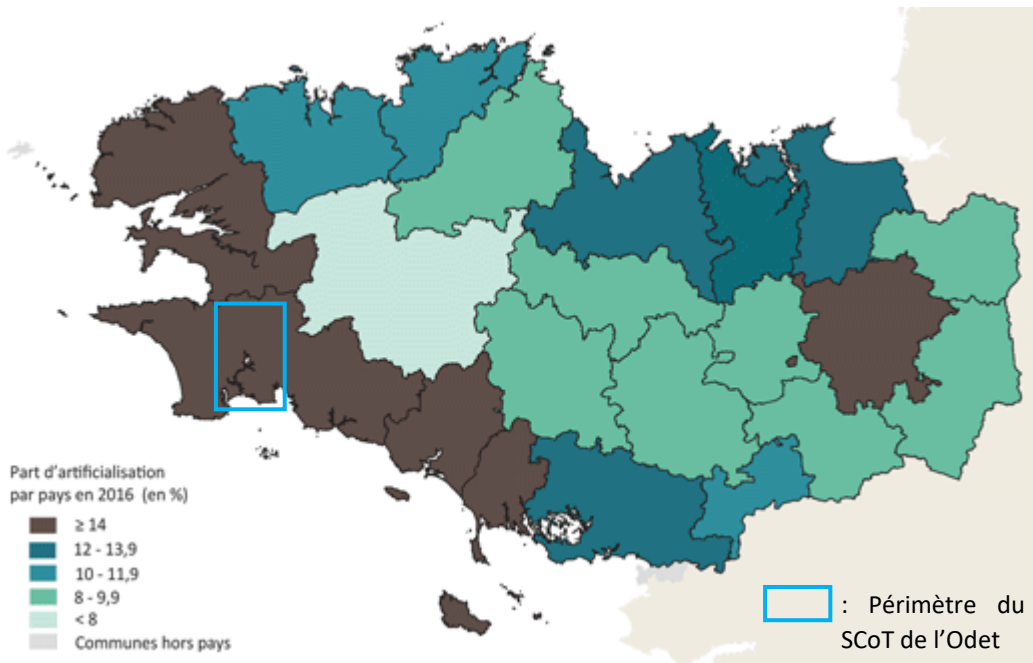 Part d'artificialisation
par pays en 2016 (en %)
≥ 14
12 - 13,9
10 - 11,9
8 - 9,9
< 8
Communes hors pays
: Périmètre du
SCoT de l'Odet